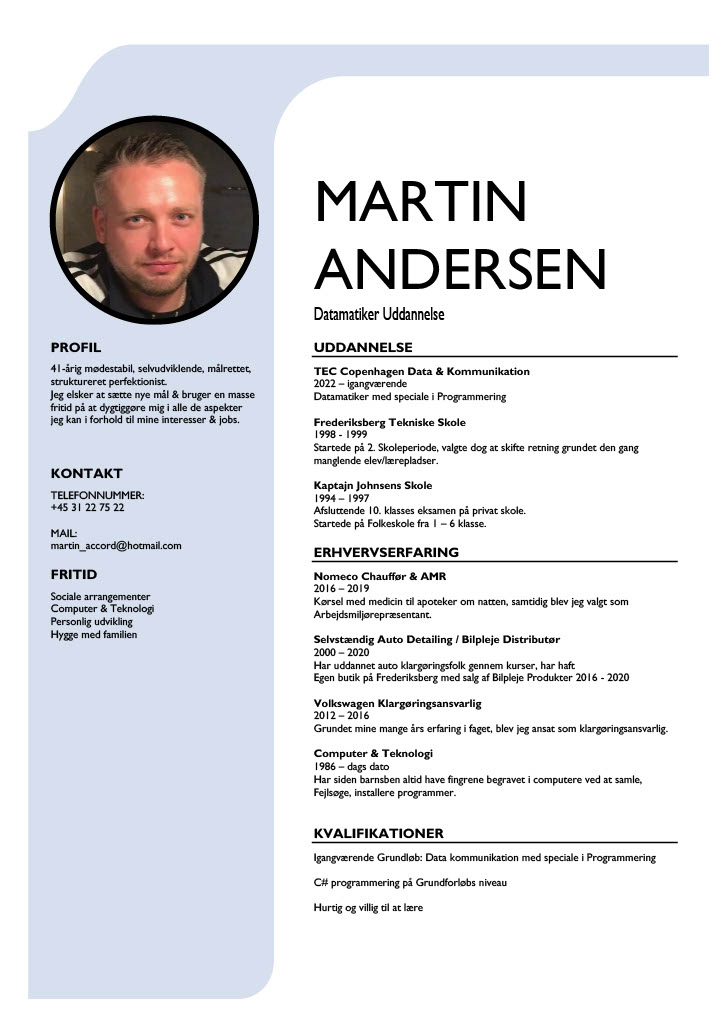 MARTIN
ANDERSEN
Datamatiker Uddannelse
PROFIL
41-årig mødestabil, selvudviklende, målrettet,
struktureret perfektionist.
Jeg elsker at sætte nye mål & bruger en masse
fritid på at dygtiggøre mig i alle de aspekter
jeg kan i forhold til mine interesser & jobs.
KONTAKT
TELEFONNUMMER:
+45 31 22 75 22
MAIL:
martin_accord@hotmail.com
FRITID
Sociale arrangementer
Computer & Teknologi
Personlig udvikling
Hygge med familien
UDDANNELSE
TEC Copenhagen Data & Kommunikation
2022 – igangværende
Datamatiker med speciale i Programmering
Frederiksberg Tekniske Skole
1998 - 1999
Startede på 2. Skoleperiode, valgte dog at skifte retning grundet den gang
manglende elev/lærepladser.
Kaptajn Johnsens Skole
1994 – 1997
Afsluttende 10. klasses eksamen på privat skole.
Startede på Folkeskole fra 1 – 6 klasse.
ERHVERVSERFARING
Nomeco Chauffør & AMR
2016 – 2019
Kørsel med medicin til apoteker om natten, samtidig blev jeg valgt som
Arbejdsmiljørepræsentant.
Selvstændig Auto Detailing / Bilpleje Distributør
2000 – 2020
Har uddannet auto klargøringsfolk gennem kurser, har haft
Egen butik på Frederiksberg med salg af Bilpleje Produkter 2016 - 2020
Volkswagen Klargøringsansvarlig
2012 – 2016
Grundet mine mange års erfaring i faget, blev jeg ansat som klargøringsansvarlig.
Computer & Teknologi
1986 – dags dato
Har siden barnsben altid have fingrene begravet i computere ved at samle,
Fejlsøge, installere programmer.
KVALIFIKATIONER
Igangværende Grundløb: Data kommunikation med speciale i Programmering
C# programmering på Grundforløbs niveau
Hurtig og villig til at lære